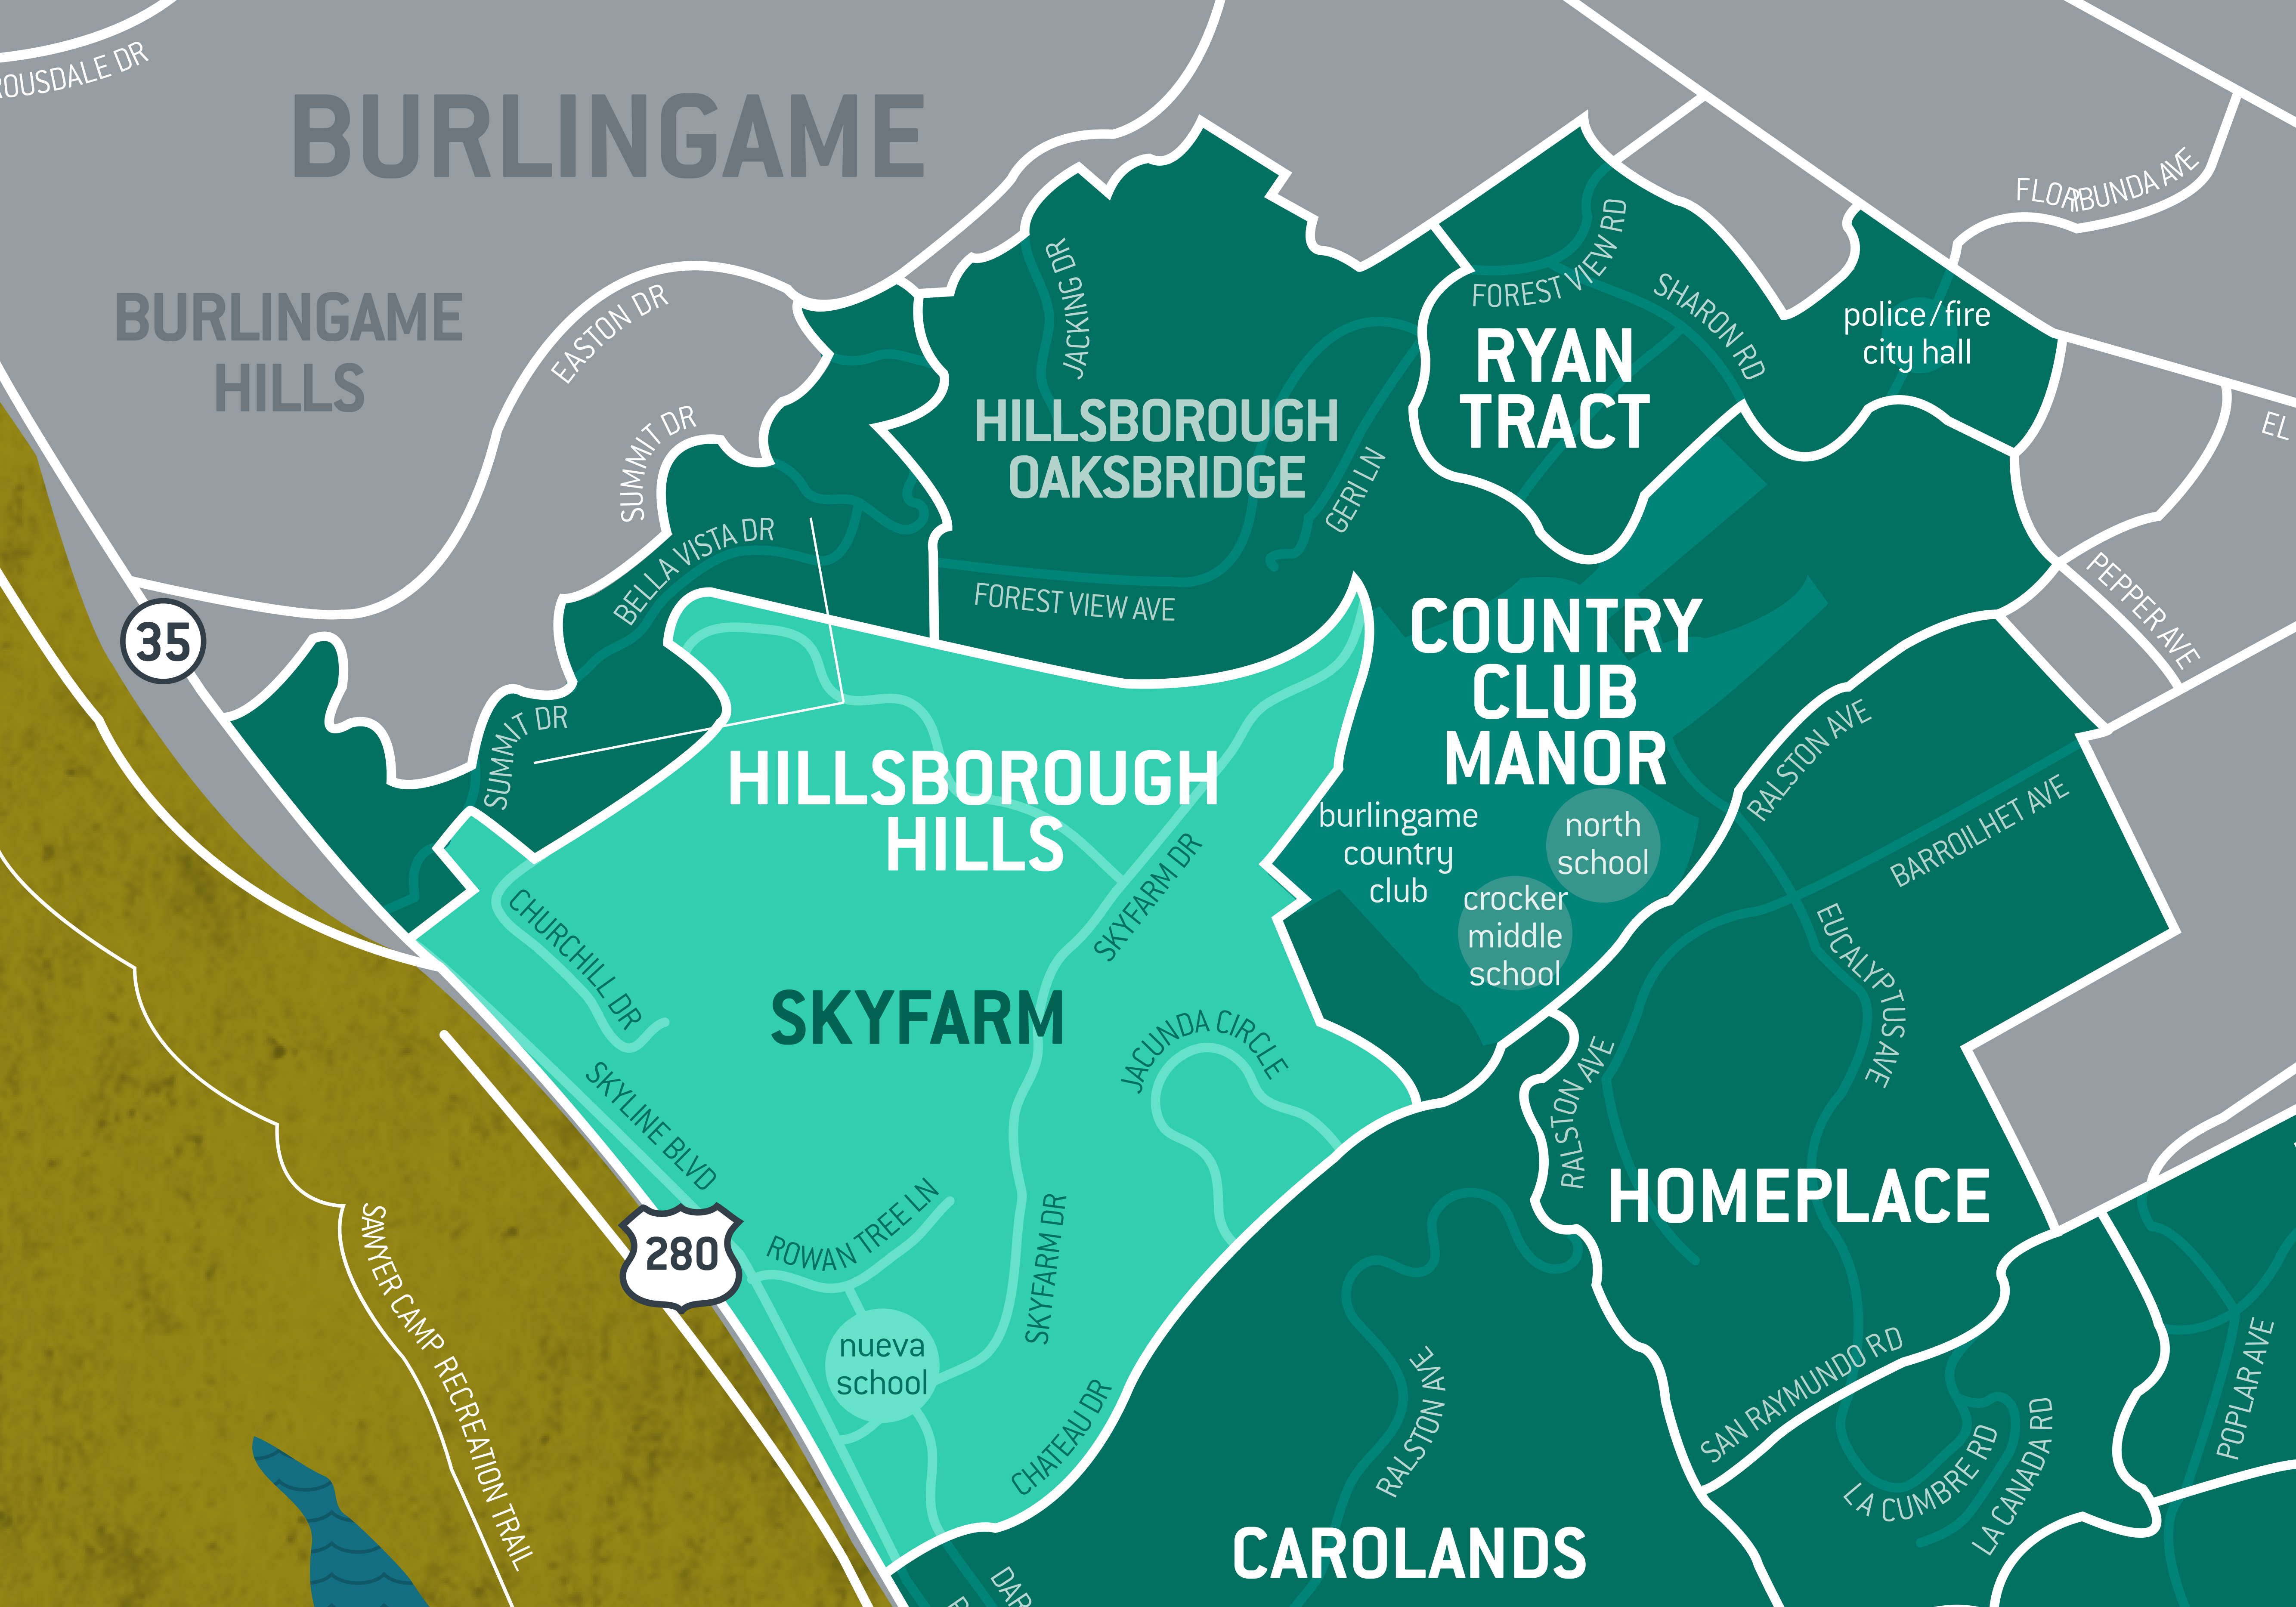 ROUSDALE DR
BURLINGAME
BURLINGAME
HILLS
EASTON DR
SUMMIT DR
BELLA VISTA DR
35
SUMMIT DR
JACKING DR
HILLSBOROUGH
OAKSBRIDGE
GERI LN
FOREST VIEW AVE
FOREST VIEW RD
SHARON RD
RYAN
TRACT
police/fire
city hall
FLORIBUNDA AVE
EL
PEPPER AVE
COUNTRY
CLUB
MANOR
burlingame
country
club
north
school
crocker
middle
school
RALSTON AVE
BARROILHET AVE
EUCALYPTUS AVE
RALSTON AVE
HOMEPLACE
HILLSBOROUGH
HILLS
SKYFARM DR
CHURCHILL DR
SKYFARM
JACUNDA CIRCLE
SKYLINE BLVD
280
ROWAN TREE LN
SKYFARM DR
nueva
school
CHATEAU DR
SAWYER CAMP RECREATION TRAIL
RALSTON AVE
SAN RAYMUNDO RD
LA CUMBRE RD
LA CANADA RD
POPLAR AVE
CAROLANDS
DAR